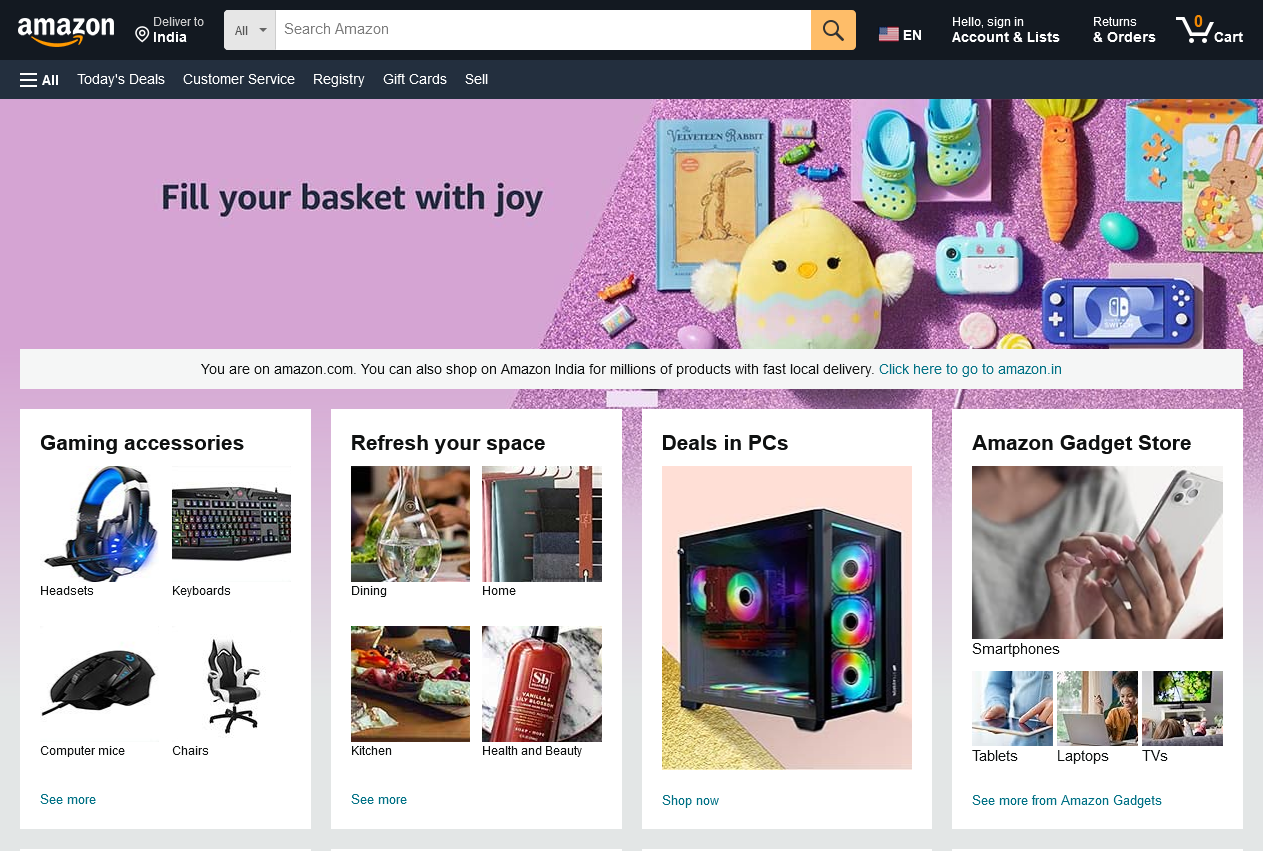 amazon
Deliver to
India
All
Search Amazon
EN
Hello, sign in
Account & Lists
Returns
& Orders
0
Cart
All
Today's Deals
Customer Service
Registry
Gift Cards
Sell
Fill your basket with joy
The
VELVETEEN RABBIT
SWITCH
You are on amazon.com. You can also shop on Amazon India for millions of products with fast local delivery. Click here to go to amazon.in
Gaming accessories
Headsets
Keyboards
Computer mice
Chairs
See more
Refresh your space
Dining
Home
Kitchen
Sb
VANILLA &
LILY BLOSSOM
Health and Beauty
See more
Deals in PCs
Shop now
Amazon Gadget Store
Smartphones
Tablets
Laptops
TVs
See more from Amazon Gadgets